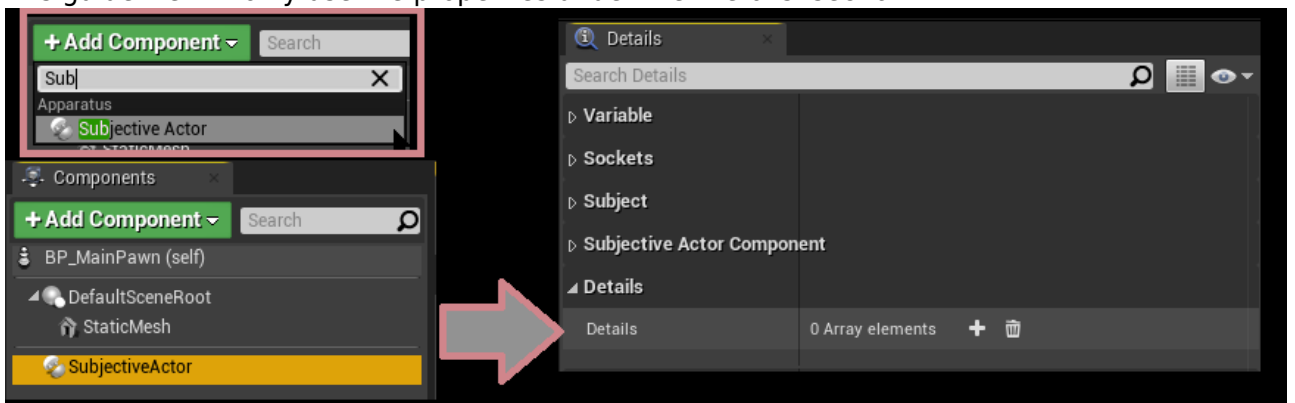 + Add Component
Search
Sub
Apparatus
Subjective Actor
StaticMesh
Components
+ Add Component
Search
BP_MainPawn (self)
DefaultSceneRoot
StaticMesh
SubjectiveActor
Details
Search Details
Variable
Sockets
Subject
Subjective Actor Component
Details
Details 0 Array elements